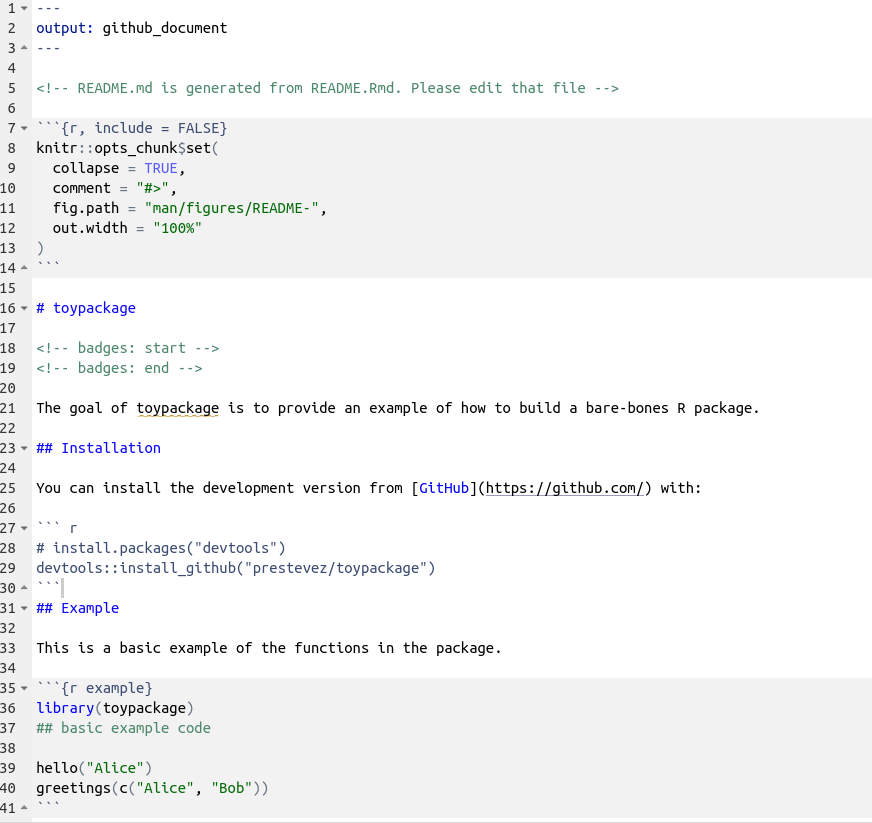 1 ---
2 output: github_document
3 ---
4
5 <!-- README.md is generated from README.Rmd. Please edit that file -->
6
7 ```{r, include = FALSE}
8 knitr::opts_chunk$set(
9   collapse = TRUE,
10   comment = "#>",
11   fig.path = "man/figures/README-",
12   out.width = "100%"
13 )
14 ```
15
16 # toypackage
17
18 <!-- badges: start -->
19 <!-- badges: end -->
20
21 The goal of toypackage is to provide an example of how to build a bare-bones R package.
22
23 ## Installation
24
25 You can install the development version from [GitHub](https://github.com/) with:
26
27 ``` r
28 # install.packages("devtools")
29 devtools::install_github("prestevez/toypackage")
30 ```
31 ## Example
32
33 This is a basic example of the functions in the package.
34
35 ```{r example}
36 library(toypackage)
37 ## basic example code
38
39 hello("Alice")
40 greetings(c("Alice", "Bob"))
41 ```